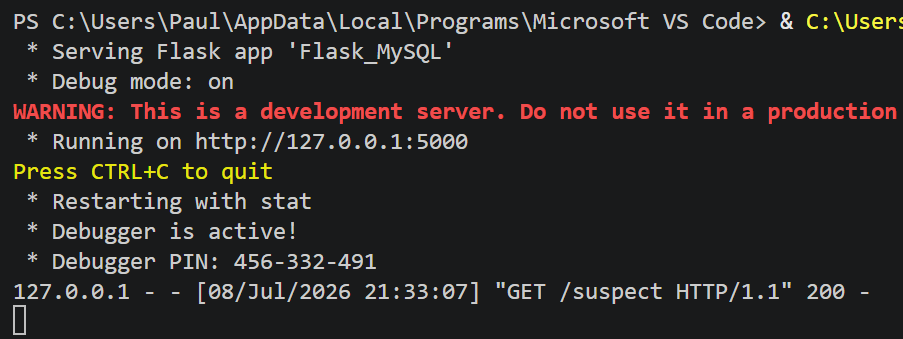 PS C:\Users\Paul\AppData\Local\Programs\Microsoft VS Code> & C:\Users
* Serving Flask app 'Flask_MySQL'
* Debug mode: on
WARNING: This is a development server. Do not use it in a production
* Running on http://127.0.0.1:5000
Press CTRL+C to quit
* Restarting with stat
* Debugger is active!
* Debugger PIN: 456-332-491
127.0.0.1 - - [08/Jul/2026 21:33:07] "GET /suspect HTTP/1.1" 200 -